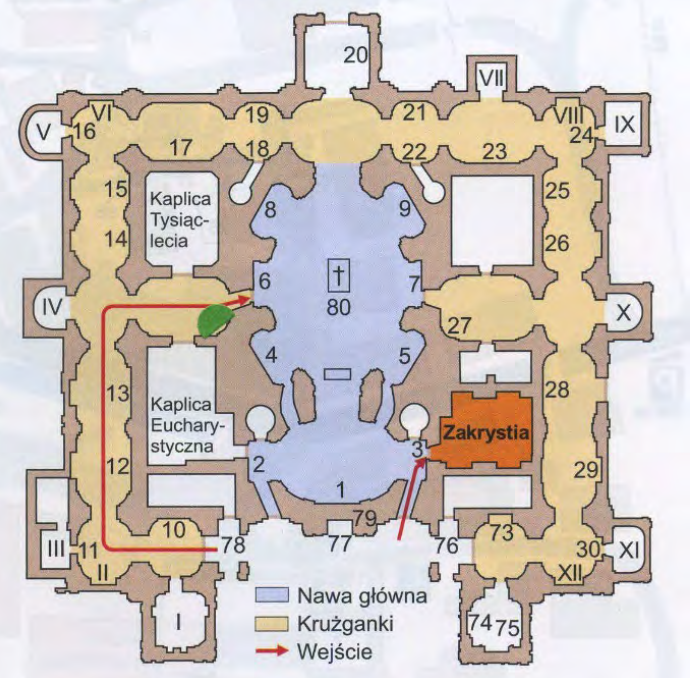 20
VII
VI
19
21
VIII
V
16
24
IX
17
18
22
23
15
Kaplica
Tysiąc-
lecia
8
9
25
14
26
6
7
IV
80
X
27
4
5
13
28
Kaplica
Euchary-
styczna
Zakrystia
2
3
12
29
1
10
79
73
III
11
78
77
76
30
XI
II
XII
I
74
75
Nawa główna
Krużganki
Wejście